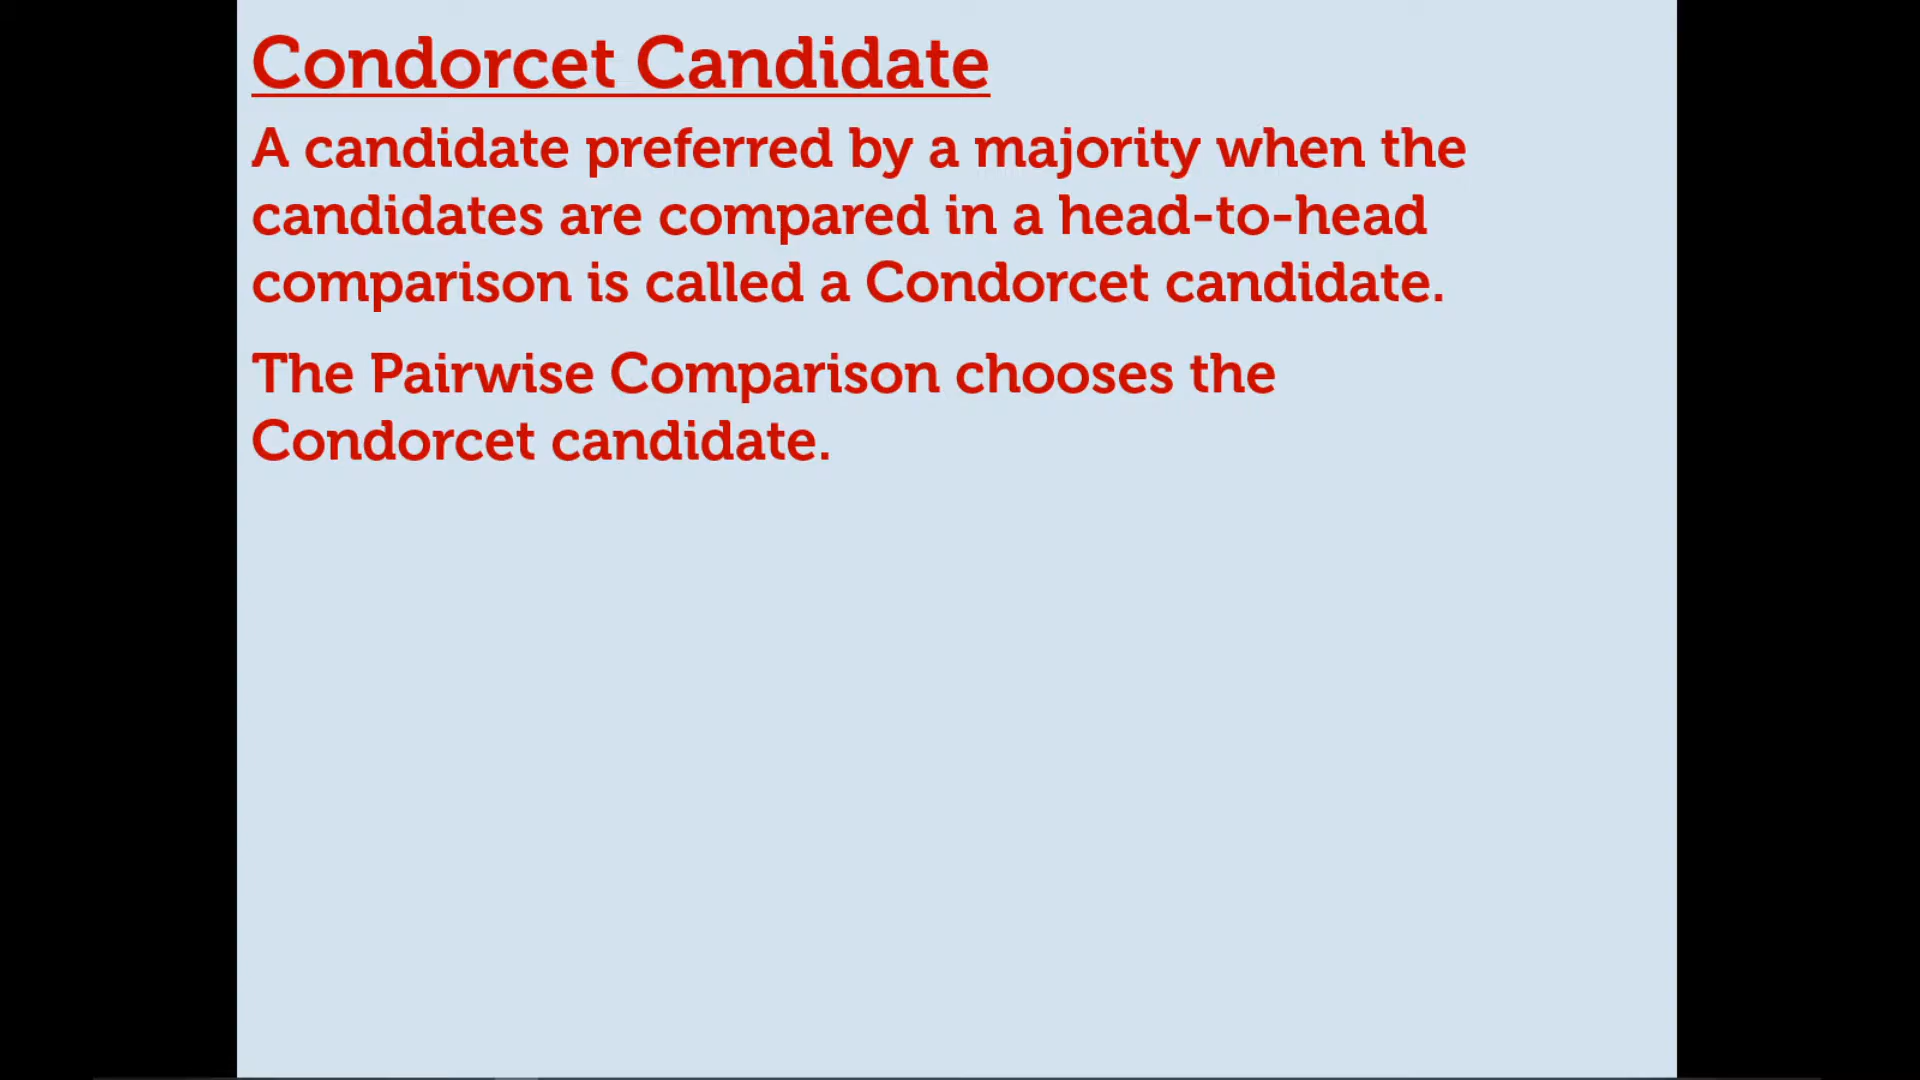 Condorcet Candidate
A candidate preferred by a majority when the
candidates are compared in a head-to-head
comparison is called a Condorcet candidate.
The Pairwise Comparison chooses the
Condorcet candidate.